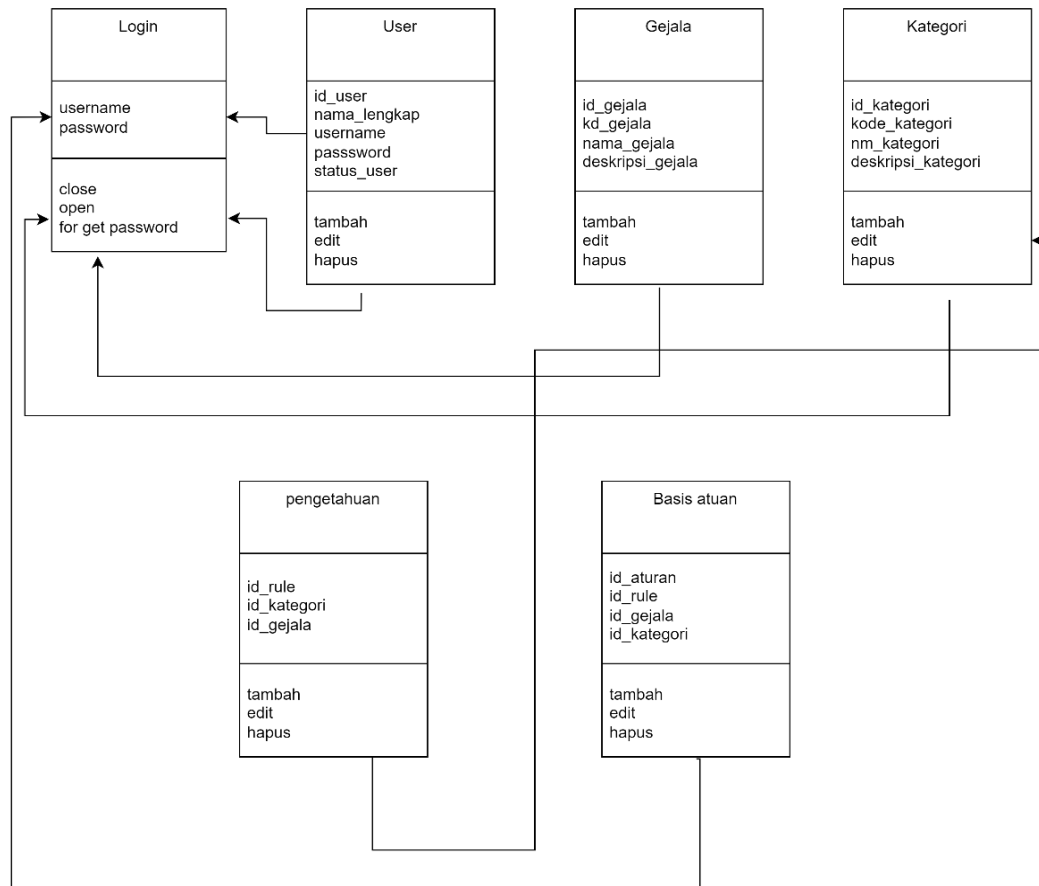 Login
username
password
close
open
for get password
User
id_user
nama_lengkap
username
passsword
status_user
tambah
edit
hapus
Gejala
id_gejala
kd_gejala
nama_gejala
deskripsi_gejala
tambah
edit
hapus
Kategori
id_kategori
kode_kategori
nm_kategori
deskripsi_kategori
tambah
edit
hapus
pengetahuan
id_rule
id_kategori
id_gejala
tambah
edit
hapus
Basis atuan
id_aturan
id_rule
id_gejala
id_kategori
tambah
edit
hapus